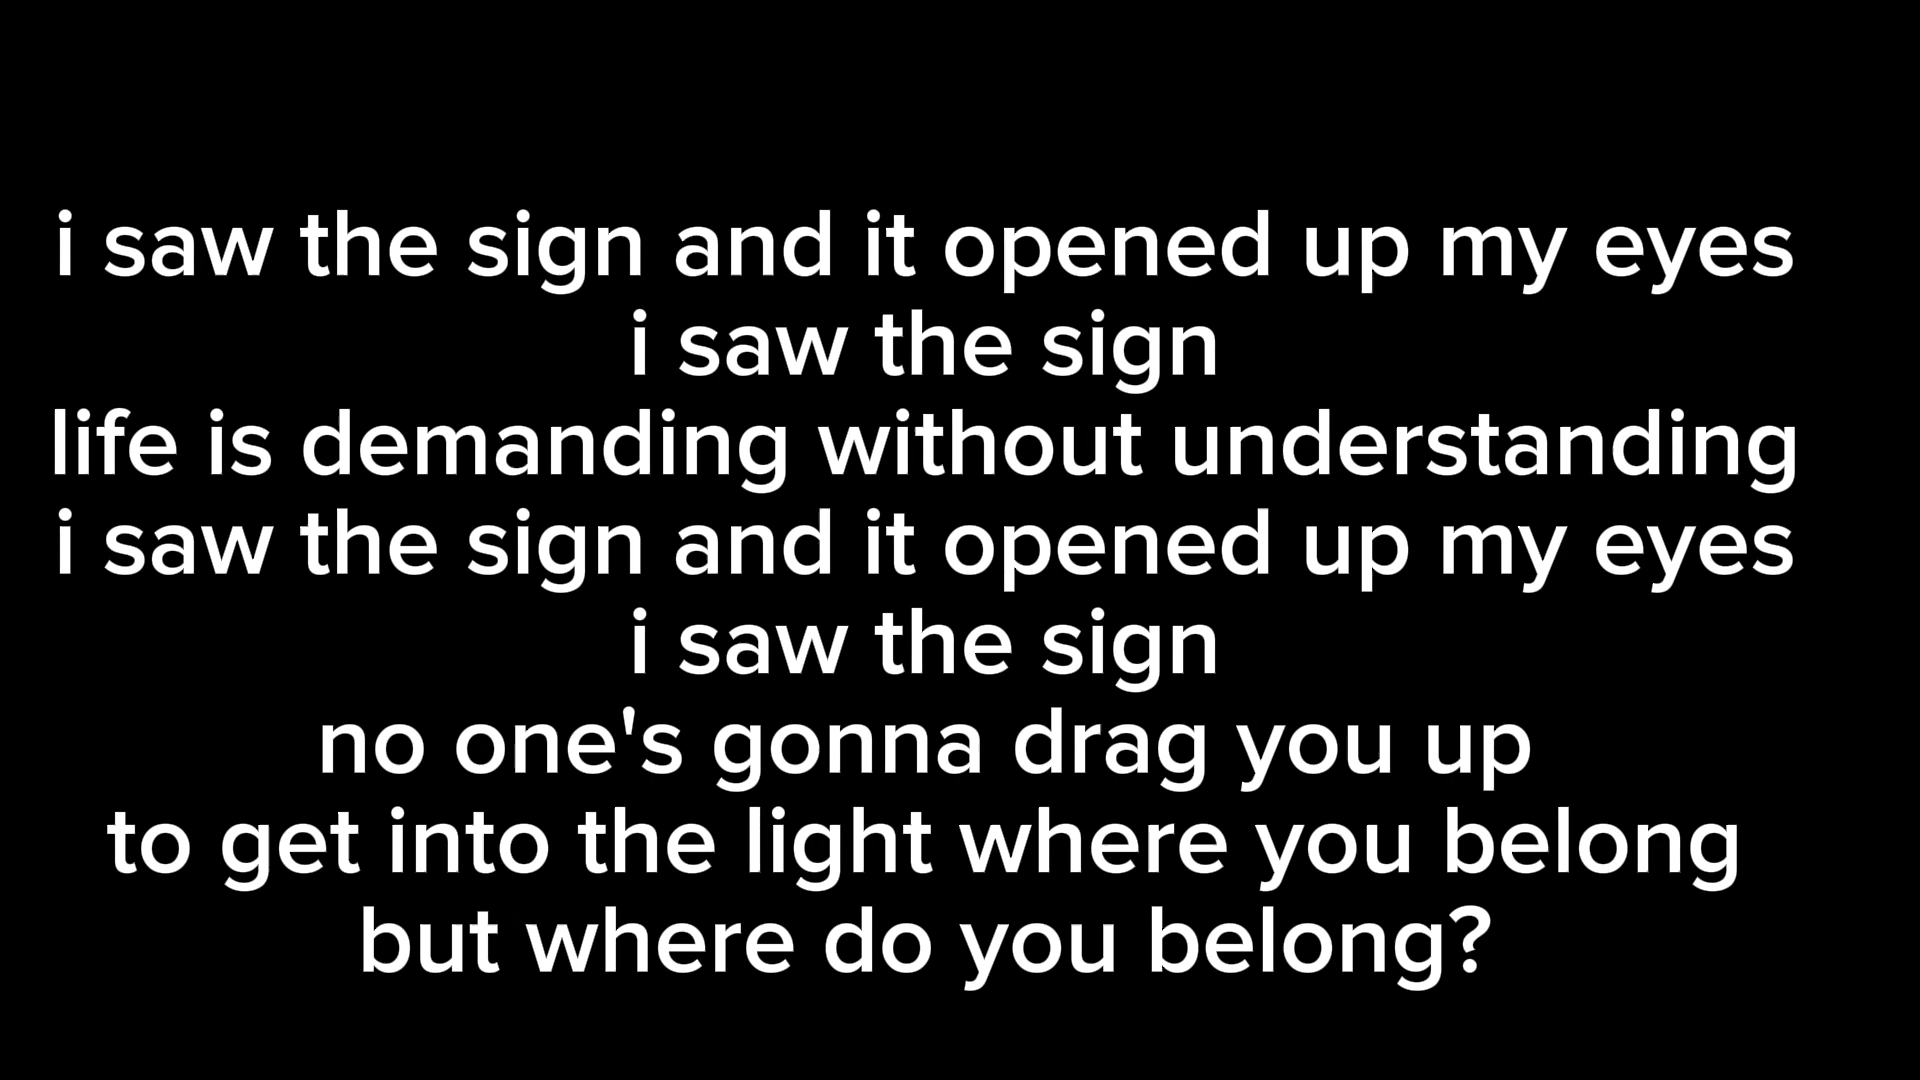 i saw the sign and it opened up my eyes
i saw the sign
life is demanding without understanding
i saw the sign and it opened up my eyes
i saw the sign
no one's gonna drag you up
to get into the light where you belong
but where do you belong?